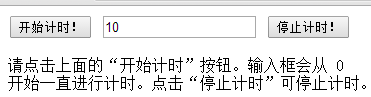 开始计时！ 10 停止计时！
请点击上面的“开始计时”按钮。输入框会从 0
开始一直进行计时。点击“停止计时”可停止计时。